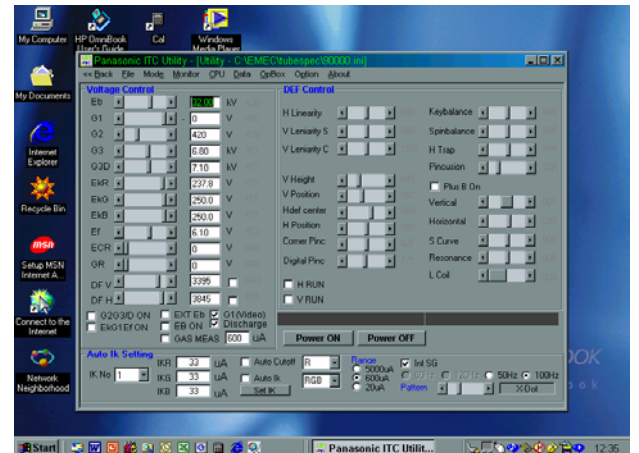 My Computer
HP OmniBook User's Guide
Cal
Windows Media Player
My Documents
Internet Explorer
Recycle Bin
Setup MSN Internet A...
Connect to the Internet
Network Neighborhood
Panasonic ITC Utility - [Utility - C:\EMEC\tubespec\90000.ini]
<< Back File Mode Monitor CPU Data OpBox Option About
Voltage Control
Eb 32.00 kV
G1 - 0 V
G2 420 V
G3 6.80 kV
G3D 7.10 kV
EkR 237.8 V
EkG 250.0 V
EkB 250.0 V
Ef 6.10 V
ECR 0 V
GR 0 V
DF V 3395
DF H 3845
G2G3/D ON EXT Eb G1(Video)
EkG1Ef ON EB ON Discharge
GAS MEAS 600 uA
DEF Control
H Linearity
V Leniarity S
V Leniarity C
V Height
V Position
Hdef center
H Position
Corner Pinc
Digital Pinc
H RUN
V RUN
Keybalance
Spinbalance
H Trap
Pincusion
Plus B On
Vertical
Horizontal
S Curve
Resonance
L Coil
Power ON Power OFF
Auto Ik Setting
IK No 1
IKR 33 uA
IKG 33 uA
IKB 33 uA
Auto Cutoff R
Auto Ik RGB
Set IK
Range
5000uA
600uA
20uA
Int SG
50Hz 100Hz
Pattern X-Dot
OOK
Start
Panasonic ITC Utilit...
12:35